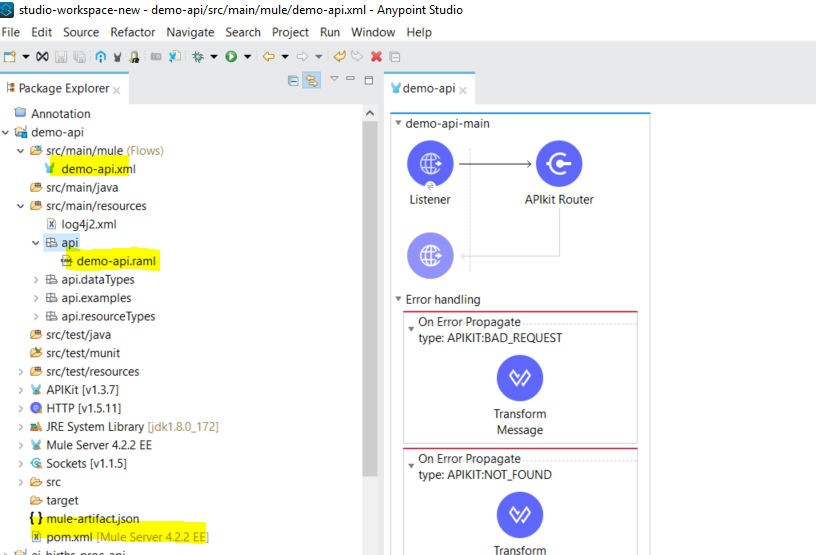 studio-workspace-new - demo-api/src/main/mule/demo-api.xml - Anypoint Studio
File Edit Source Refactor Navigate Search Project Run Window Help
Package Explorer
Annotation
demo-api
src/main/mule (Flows)
demo-api.xml
src/main/java
src/main/resources
log4j2.xml
api
demo-api.raml
api.dataTypes
api.examples
api.resourceTypes
src/test/java
src/test/munit
src/test/resources
APIKit [v1.3.7]
HTTP [v1.5.11]
JRE System Library [jdk1.8.0_172]
Mule Server 4.2.2 EE
Sockets [v1.1.5]
src
target
mule-artifact.json
pom.xml [Mule Server 4.2.2 EE]
demo-api
demo-api-main
Listener
APIkit Router
Error handling
On Error Propagate
type: APIKIT:BAD_REQUEST
Transform
Message
On Error Propagate
type: APIKIT:NOT_FOUND
Transform